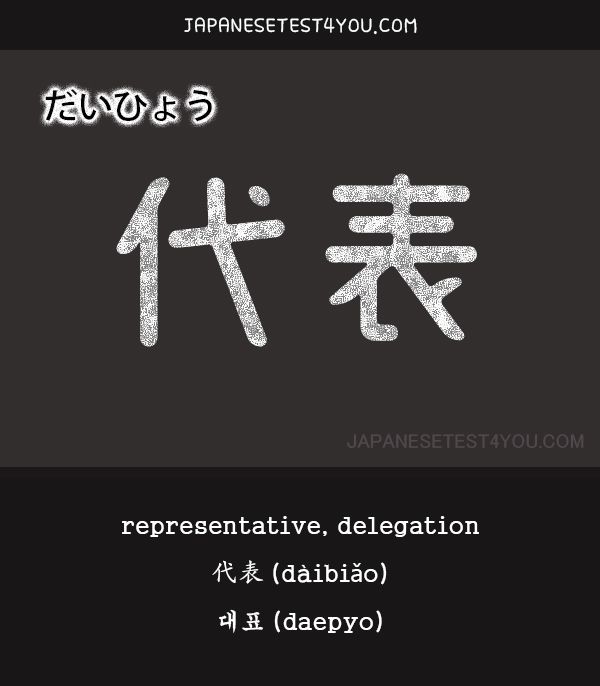 JAPANESETEST4YOU.COM
だいひょう
代表
JAPANESETEST4YOU.COM
representative, delegation
代表 (dàibiǎo)
대표 (daepyo)